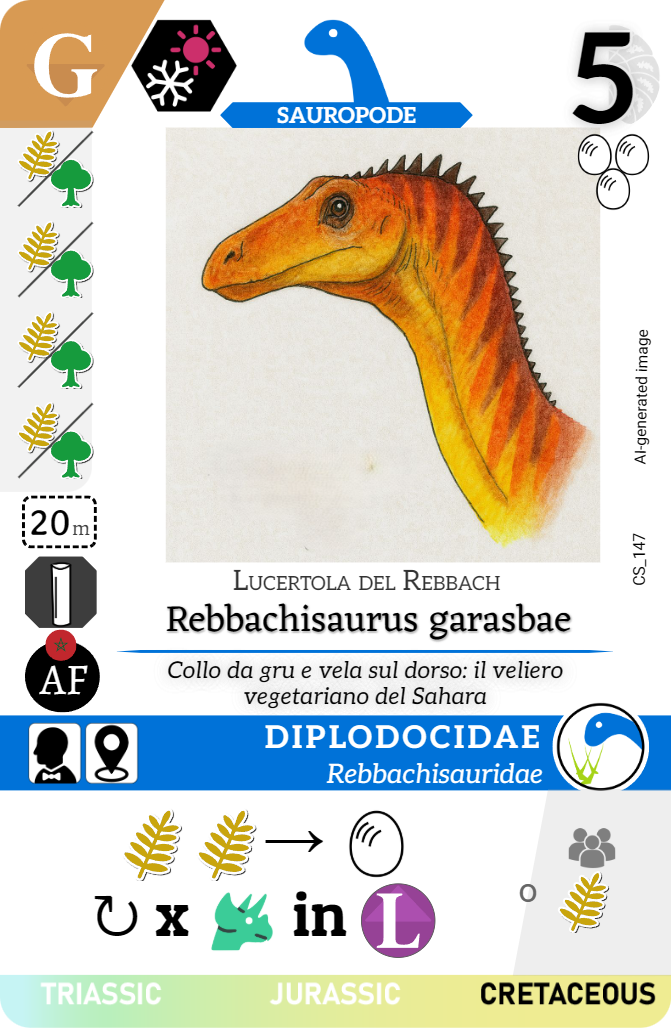 G
SAUROPODE
5
20m
AF
AI-generated image
CS_147
Lucertola del Rebbach
Rebbachisaurus garasbae
Collo da gru e vela sul dorso: il veliero
vegetariano del Sahara
DIPLODOCIDAE
Rebbachisauridae
o
x in L
TRIASSIC JURASSIC CRETACEOUS